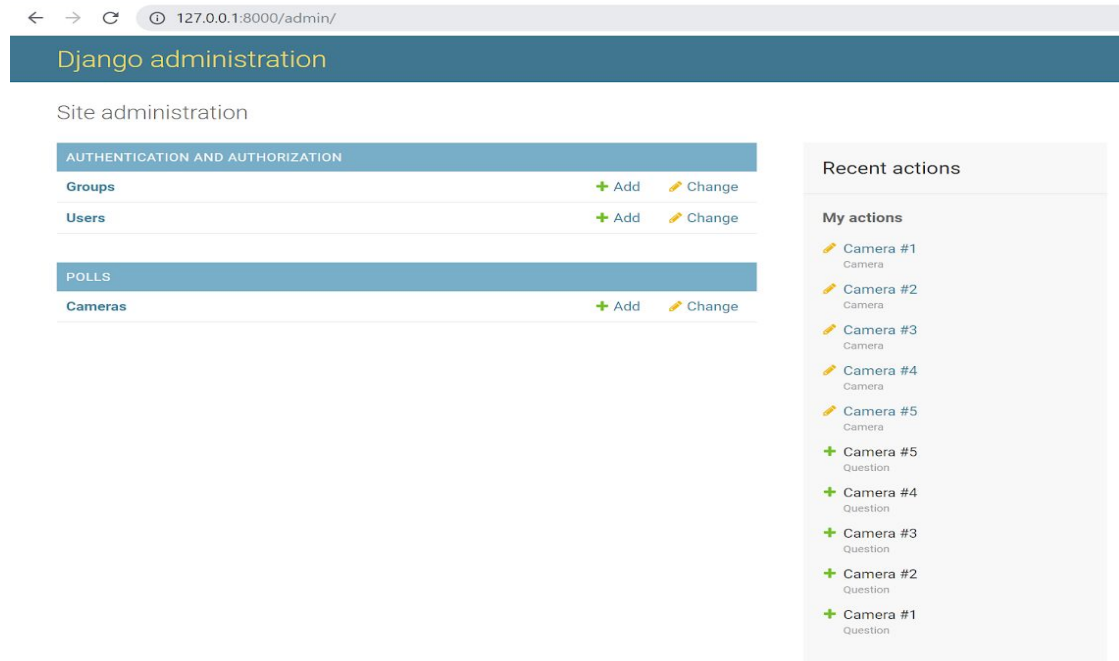 127.0.0.1:8000/admin/
Django administration
Site administration
AUTHENTICATION AND AUTHORIZATION
Groups Add Change
Users Add Change
POLLS
Cameras Add Change
Recent actions
My actions
Camera #1
Camera
Camera #2
Camera
Camera #3
Camera
Camera #4
Camera
Camera #5
Camera
Camera #5
Question
Camera #4
Question
Camera #3
Question
Camera #2
Question
Camera #1
Question